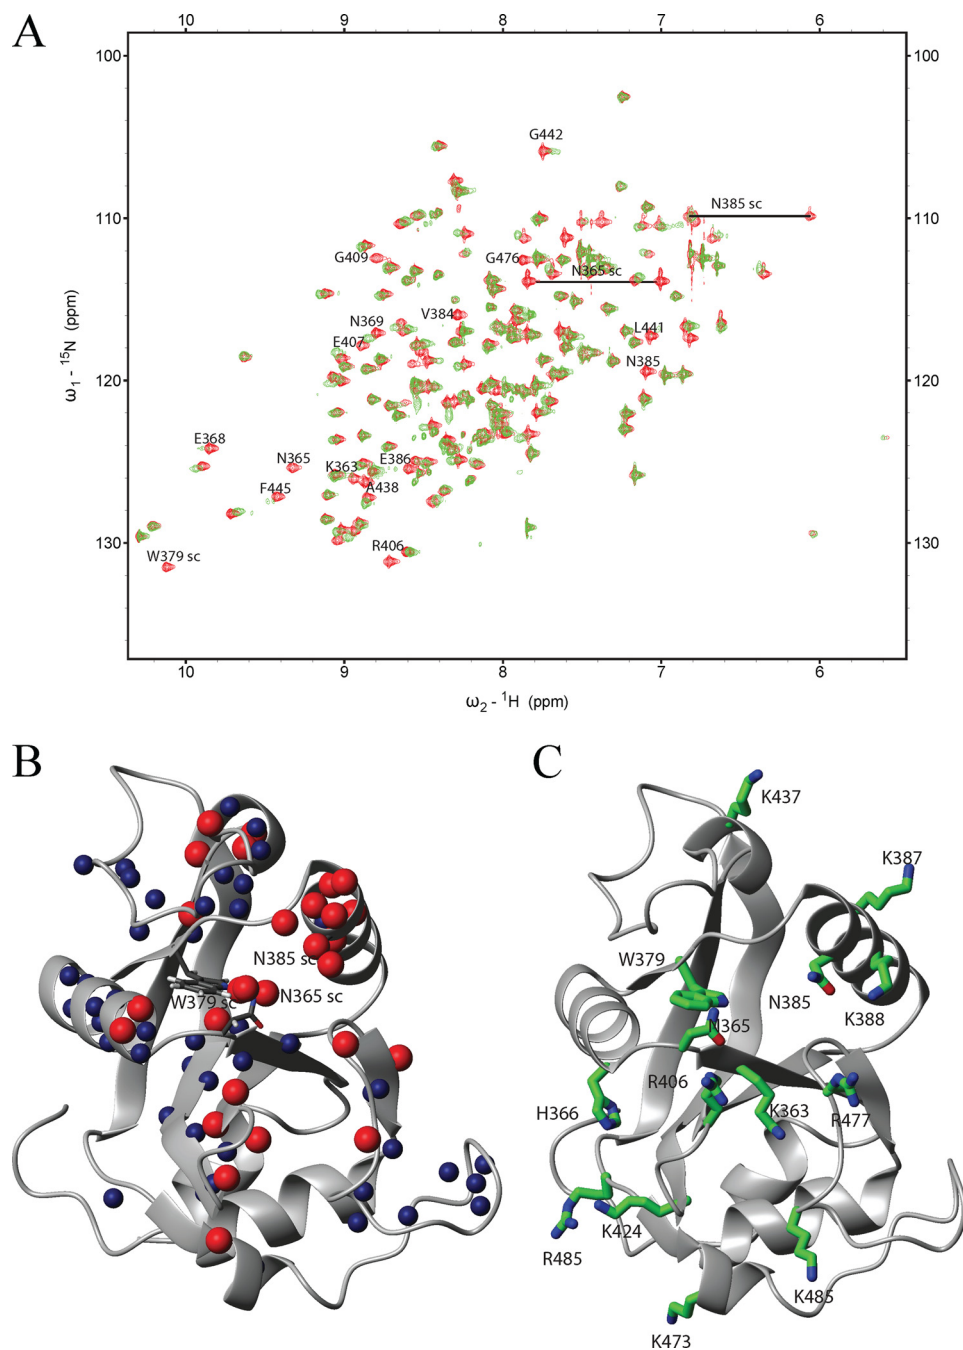 A
10 9 8 7 6
100 100
G442
110 N385 sc 110
G409 G476
N365 sc
V384
N369
E407 L441
N385
120 120
E368
N365 K363 E386
F445 A438
130 R406 130
W379 sc
10 9 8 7 6
ω1 - 15N (ppm)
ω2 - 1H (ppm)
B
N385 sc
W379 sc N365 sc
C
K437
K387
W379
N385
N365 K388
R406
H366 K363 R477
K424
R485
K485
K473